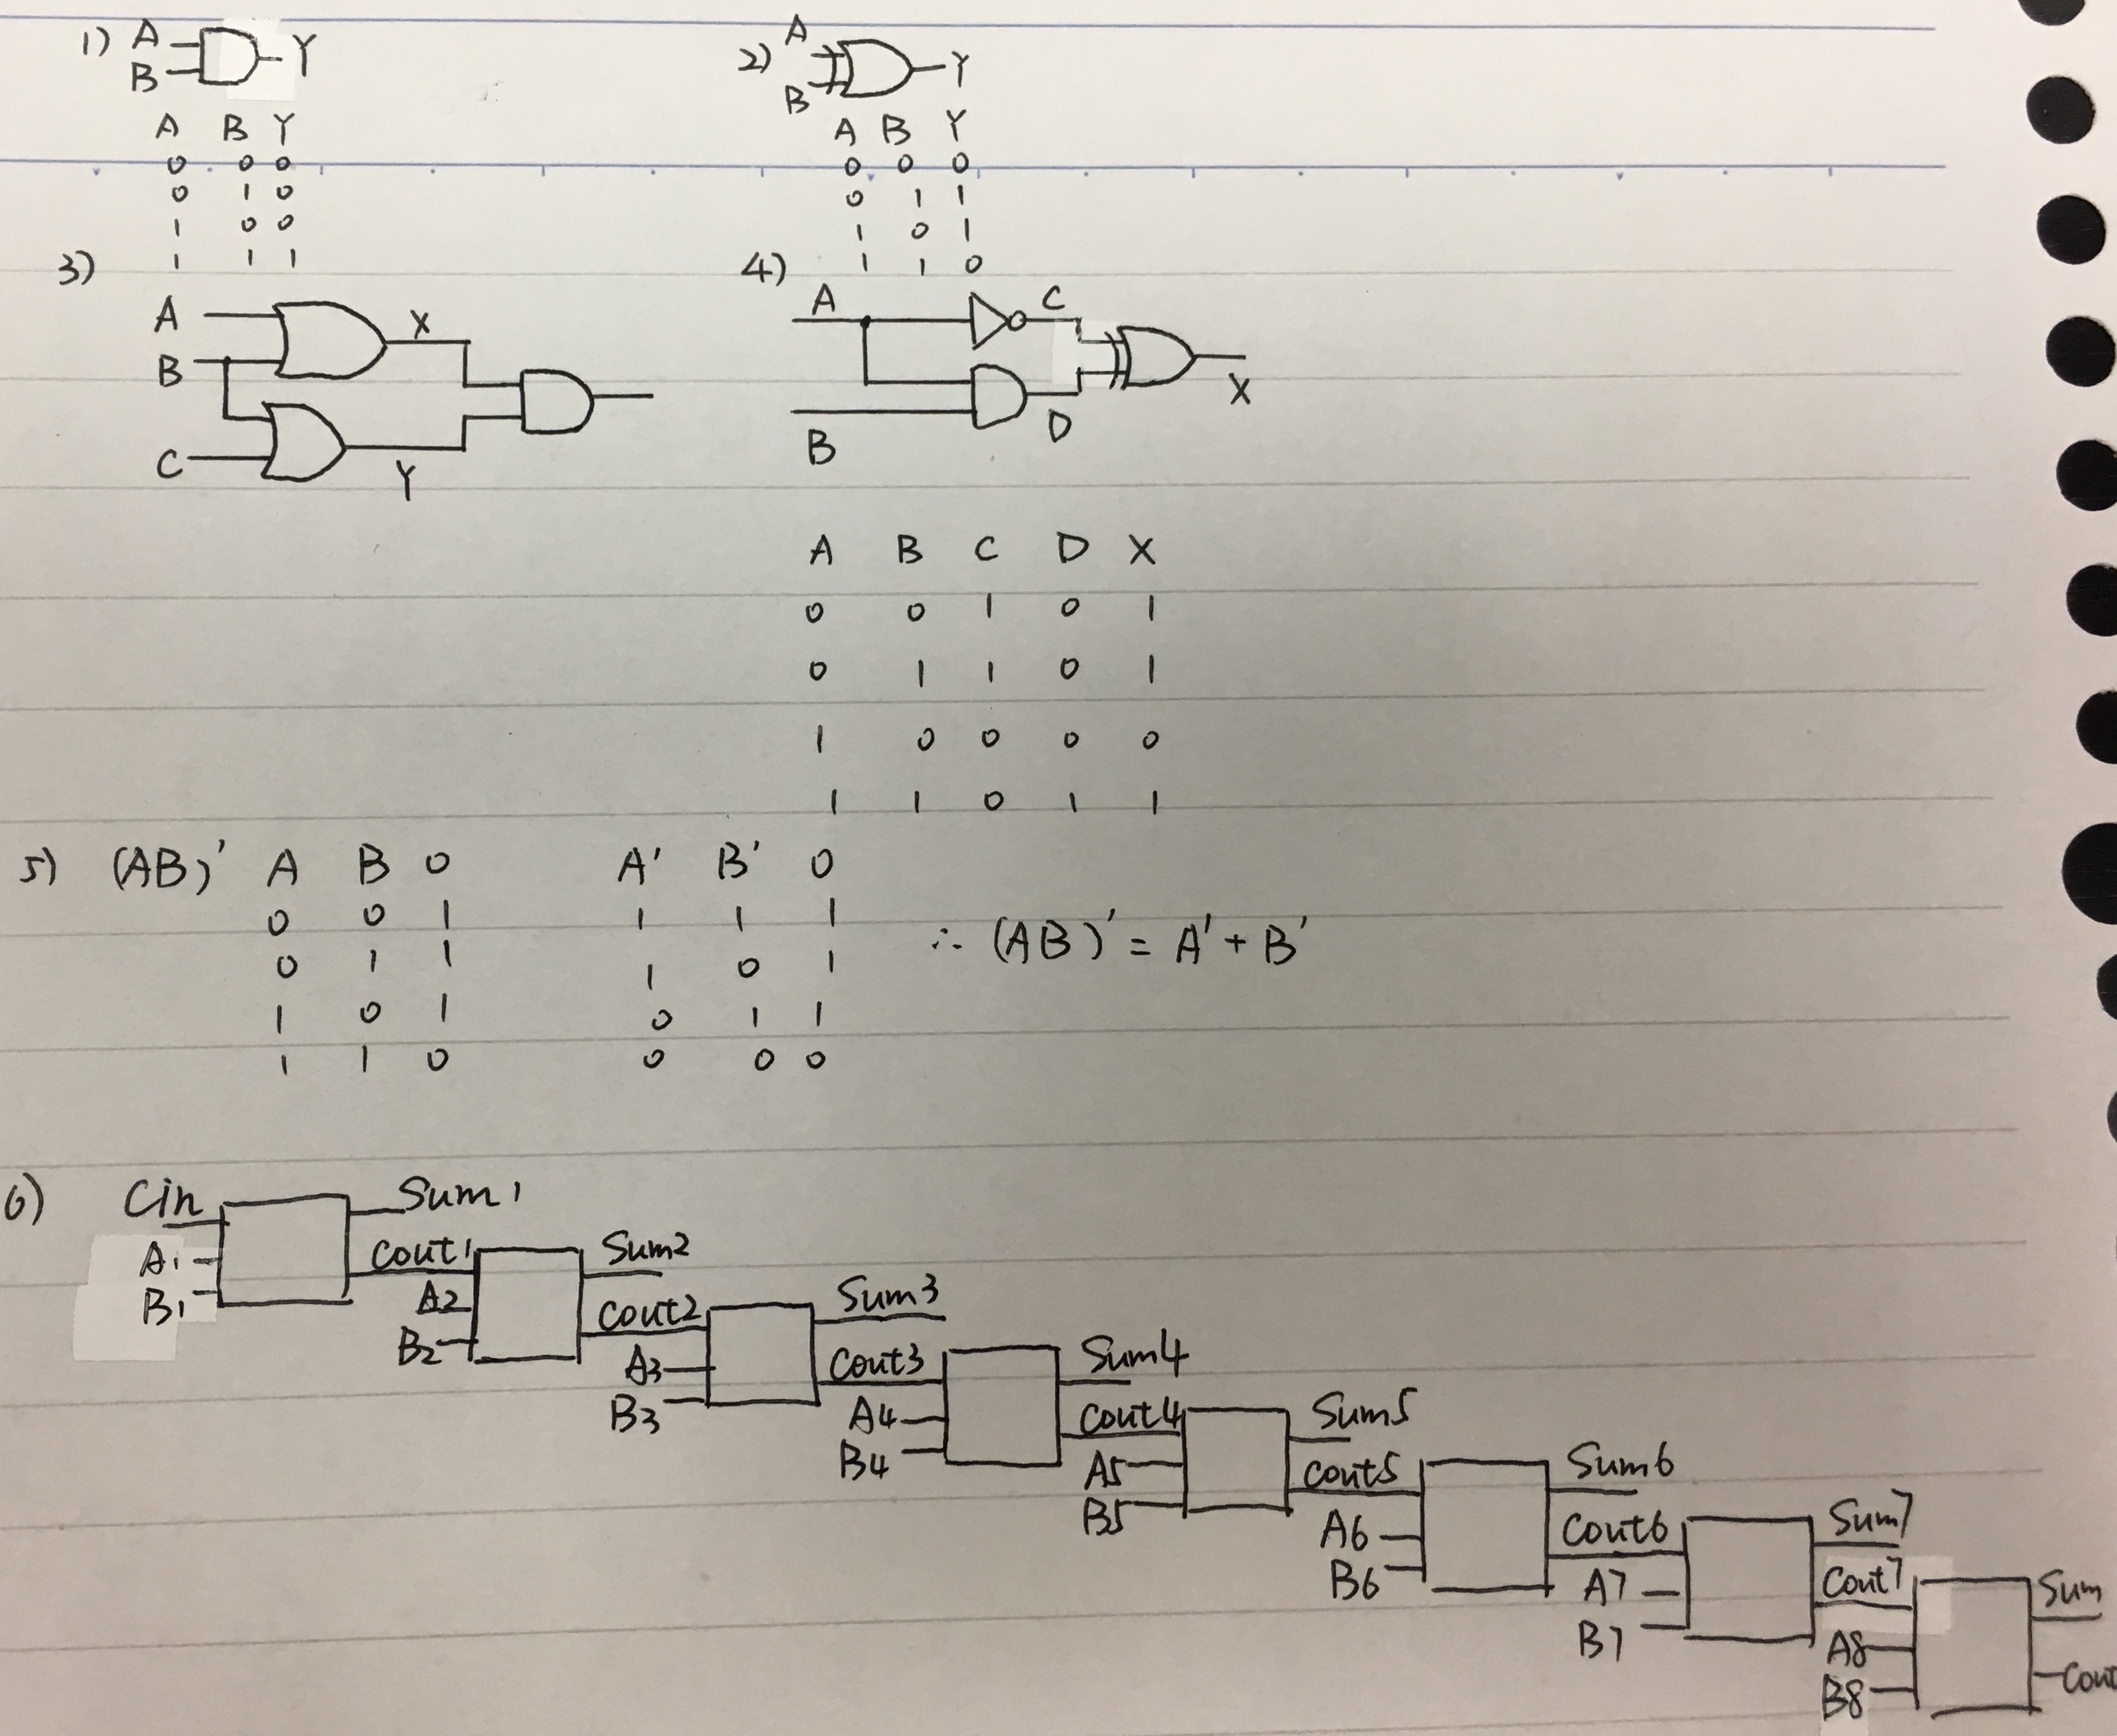 1) A B Y
A B Y
0 0 0
0 1 0
1 0 0
1 1 1
2) A B Y
A B Y
0 0 0
0 1 1
1 0 1
1 1 0
3)
A X
B
C Y
4)
A C
X
B D
A B C D X
0 0 1 0 1
0 1 1 0 1
1 0 0 0 0
1 1 0 1 1
5) (AB)' A B 0 A' B' 0
0 0 1 1 1 1
0 1 1 1 0 1
1 0 1 0 1 1
1 1 0 0 0 0
∴ (AB)' = A' + B'
6) Cin Sum1
A1 Cout1
B1
Sum2
A2 Cout2
B2
Sum3
A3 Cout3
B3
Sum4
A4 Cout4
B4
Sum5
A5 Cout5
B5
Sum6
A6 Cout6
B6
Sum7
A7 Cout7
B7
Sum
A8 Cout
B8